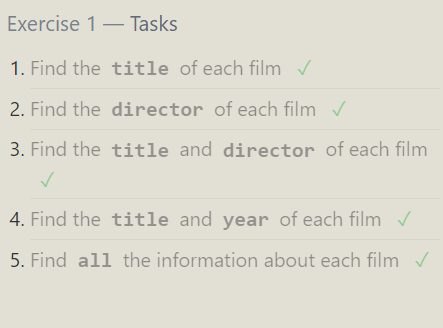 Exercise 1 — Tasks
1. Find the title of each film ✓
2. Find the director of each film ✓
3. Find the title and director of each film
✓
4. Find the title and year of each film ✓
5. Find all the information about each film ✓